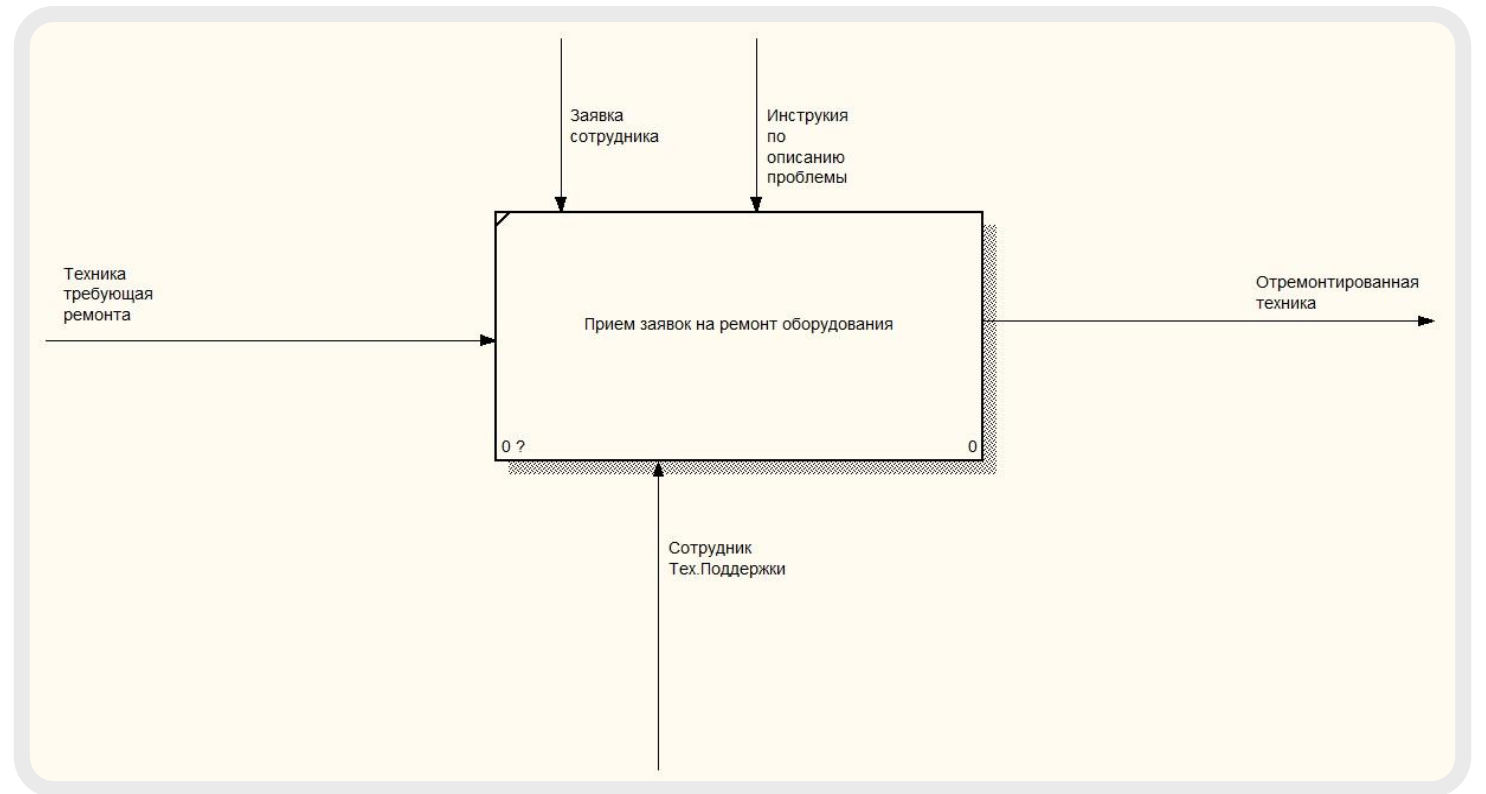 Заявка
сотрудника
Инструкия
по
описанию
проблемы
Техника
требующая
ремонта
Прием заявок на ремонт оборудования
Отремонтированная
техника
0 ?
0
Сотрудник
Тех.Поддержки